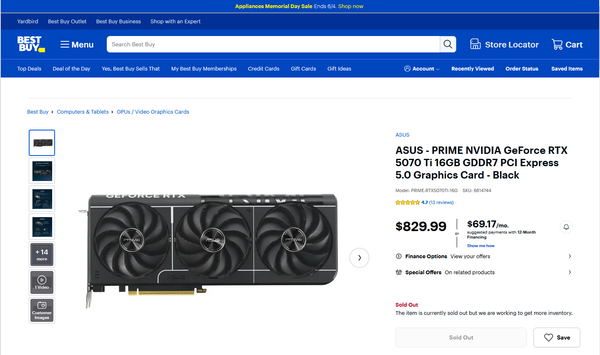 Appliances Memorial Day Sale Ends 6/4. Shop now
Yardbird Best Buy Outlet Best Buy Business Shop with an Expert
BEST BUY
Menu
Search Best Buy
Store Locator
Cart
Top Deals Deal of the Day Yes, Best Buy Sells That My Best Buy Memberships Credit Cards Gift Cards Gift Ideas
Account Recently Viewed Order Status Saved Items
Best Buy › Computers & Tablets › GPUs / Video Graphics Cards
ASUS
ASUS - PRIME NVIDIA GeForce RTX
5070 Ti 16GB GDDR7 PCI Express
5.0 Graphics Card - Black
Model: PRIME-RTX5070TI-16G SKU: 6614744
4.7 (13 reviews)
$829.99
or
$69.17/mo.
suggested payments with 12-Month
Financing
Show me how
Finance Options View your offers
Special Offers On related products
Sold Out
The item is currently sold out but we are working to get more inventory.
Sold Out
Save
+ 14
more
1 Video
Customer
Images
GEFORCE RTX